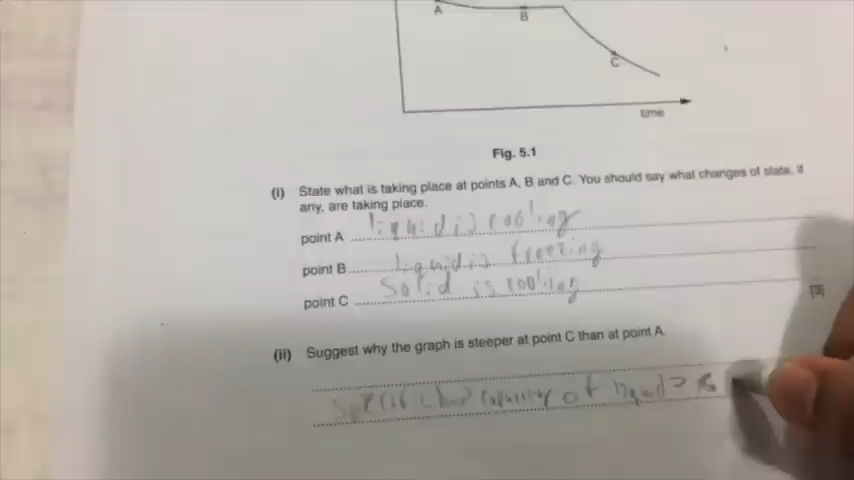 A
B
C
time
Fig. 5.1
(i) State what is taking place at points A, B and C. You should say what changes of state, if
any, are taking place.
point A liquid is cooling
point B liquid is freezing
point C solid is cooling
[3]
(ii) Suggest why the graph is steeper at point C than at point A.
specific heat capacity of liquid >